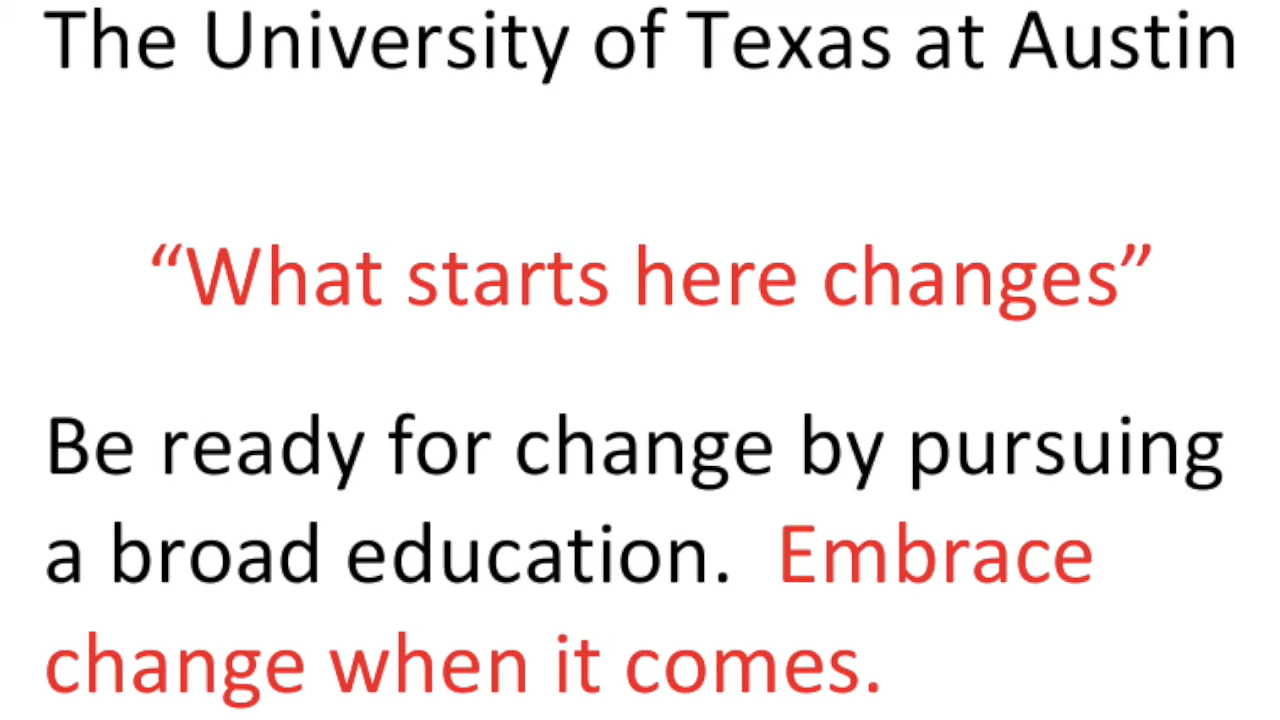 The University of Texas at Austin
“What starts here changes”
Be ready for change by pursuing
a broad education.  Embrace
change when it comes.